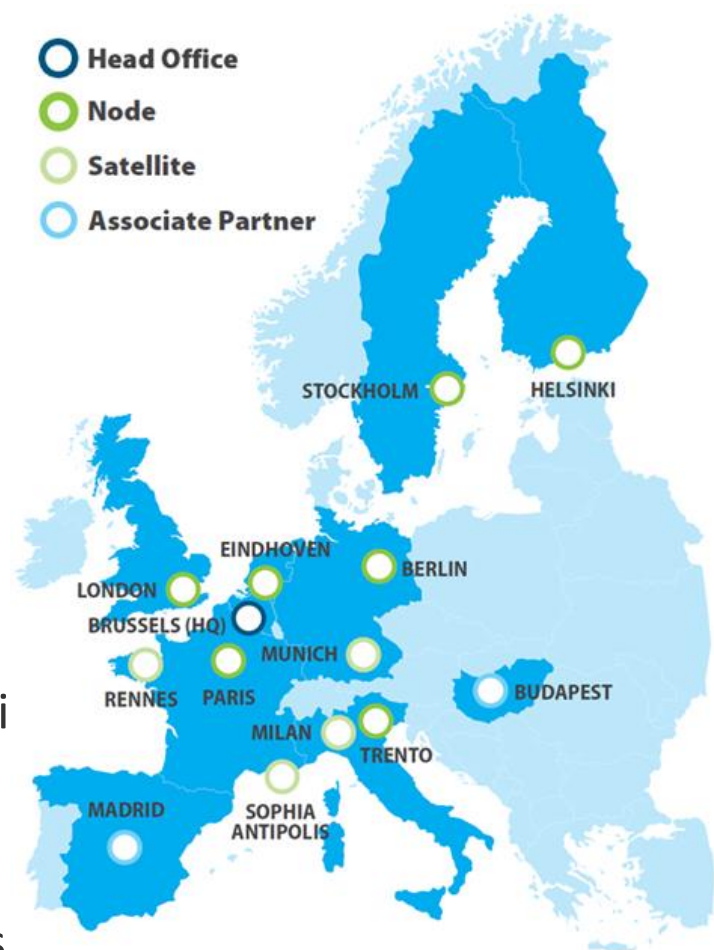 Head Office
Node
Satellite
Associate Partner
STOCKHOLM
HELSINKI
EINDHOVEN
BERLIN
LONDON
BRUSSELS (HQ)
MUNICH
RENNES
PARIS
BUDAPEST
MILAN
TRENTO
MADRID
SOPHIA
ANTIPOLIS
i
s